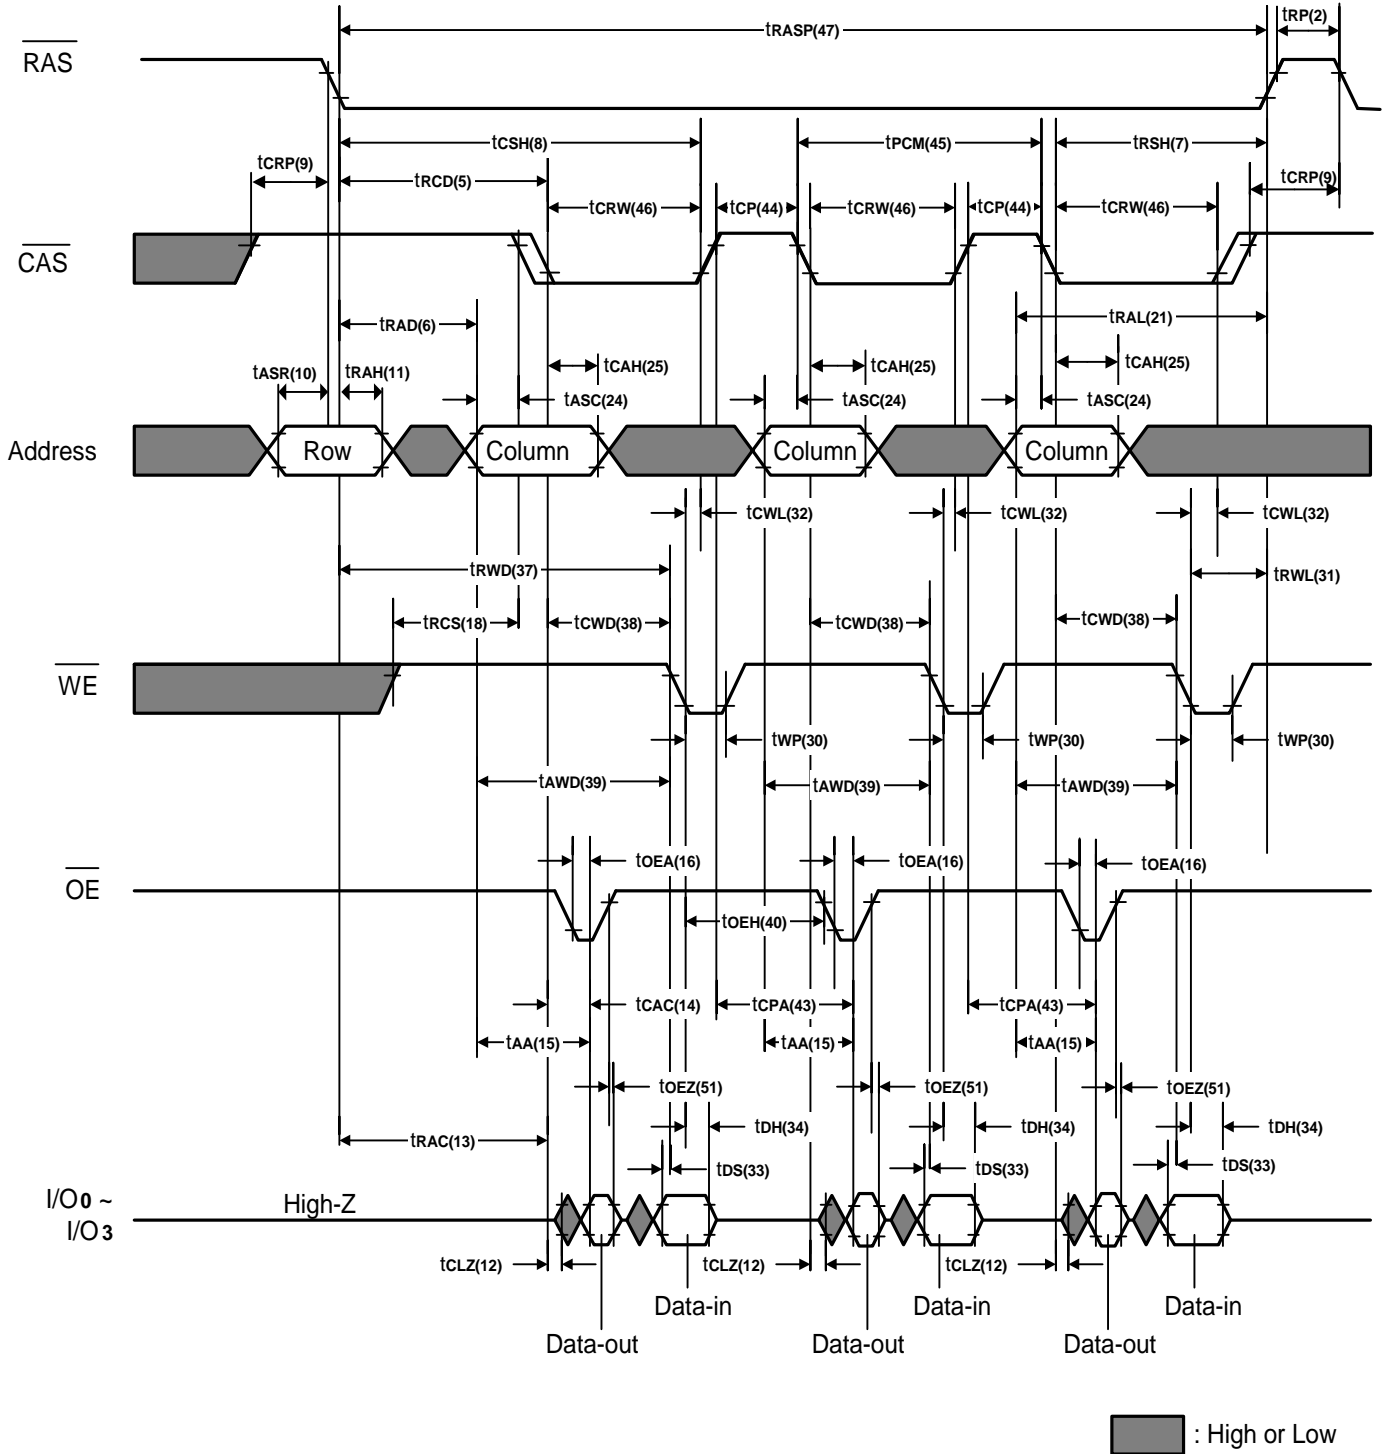 tRASP(47) tRP(2)
RAS
tCSH(8) tPCM(45) tRSH(7)
tCRP(9) tRCD(5) tCRP(9)
tCRW(46) tCP(44) tCRW(46) tCP(44) tCRW(46)
CAS
tRAD(6) tRAL(21)
tASR(10) tRAH(11) tCAH(25) tCAH(25) tCAH(25)
tASC(24) tASC(24) tASC(24)
Address Row Column Column Column
tCWL(32) tCWL(32) tCWL(32)
tRWD(37) tRWL(31)
tRCS(18) tCWD(38) tCWD(38) tCWD(38)
WE
tWP(30) tWP(30) tWP(30)
tAWD(39) tAWD(39) tAWD(39)
tOEA(16) tOEA(16) tOEA(16)
OE
tOEH(40)
tCAC(14) tCPA(43) tCPA(43)
tAA(15) tAA(15) tAA(15)
tOEZ(51) tOEZ(51) tOEZ(51)
tRAC(13) tDH(34) tDH(34) tDH(34)
tDS(33) tDS(33) tDS(33)
I/O0 ~
I/O3
High-Z
tCLZ(12) tCLZ(12) tCLZ(12)
Data-in Data-in Data-in
Data-out Data-out Data-out
: High or Low